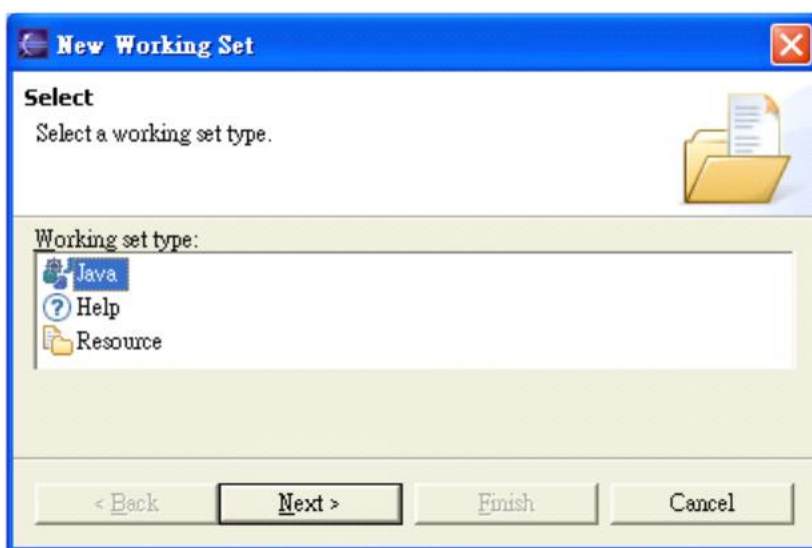 New Working Set
Select
Select a working set type.
Working set type:
Java
Help
Resource
< Back Next > Finish Cancel